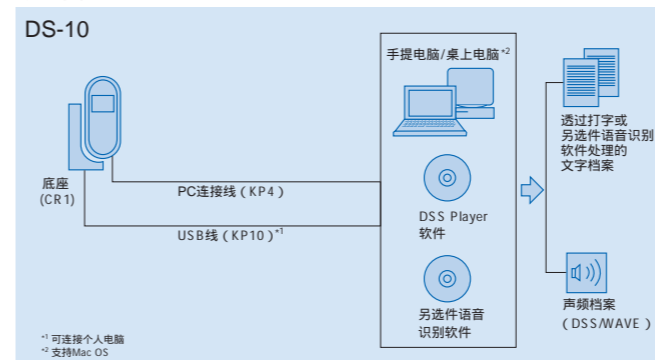 DS-10
手提电脑/桌上电脑*2
底座
(CR1)
PC连接线（KP4）
USB线（KP10）*1
DSS Player
软件
另选件语音
识别软件
透过打字或
另选件语音识别
软件处理的
文字档案
声频档案
（DSS/WAVE）
*1 可连接个人电脑
*2 支持Mac OS